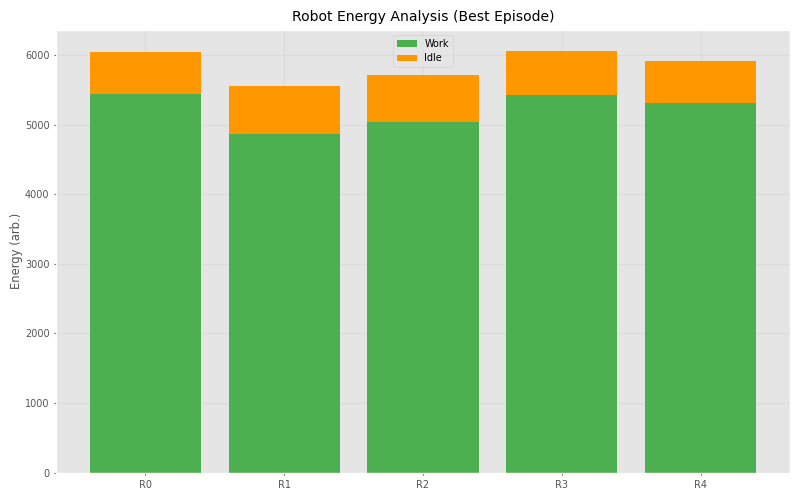 Robot Energy Analysis (Best Episode)
Work
Idle
Energy (arb.)
6000
5000
4000
3000
2000
1000
0
R0 R1 R2 R3 R4